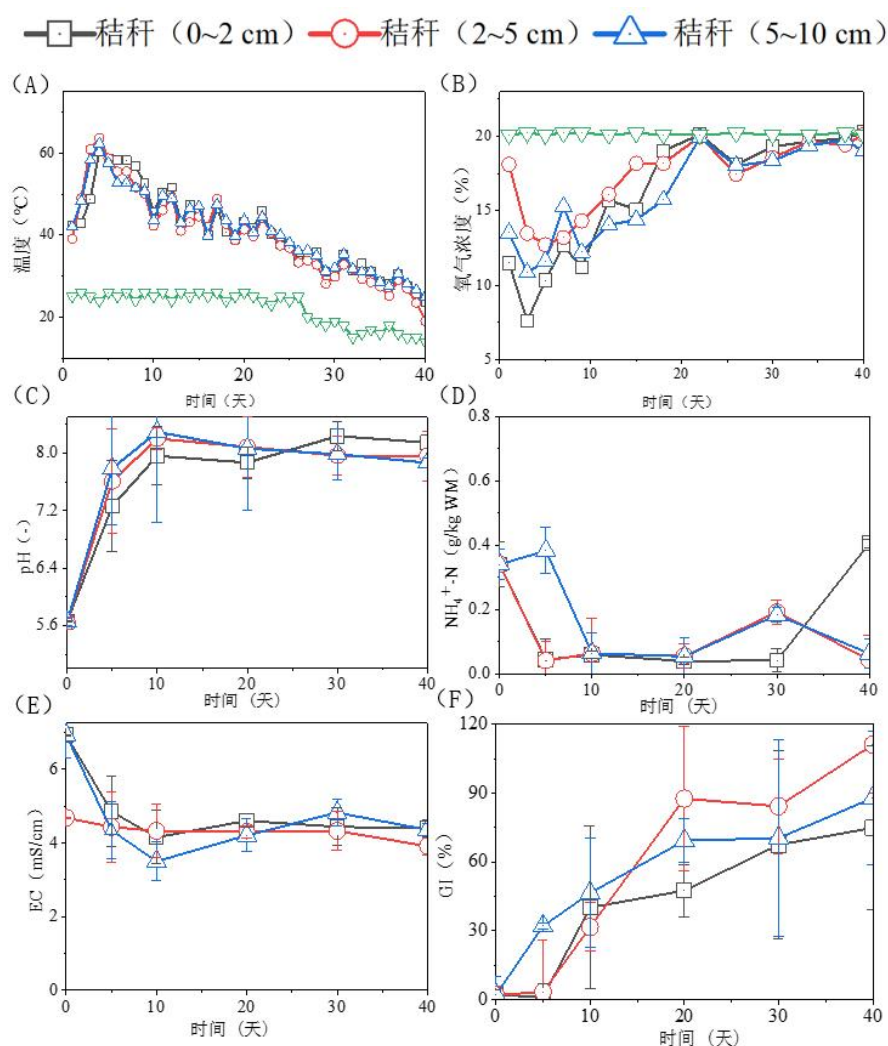 秸秆（0~2 cm） 秸秆（2~5 cm） 秸秆（5~10 cm）
(A)
温度（℃）
60
40
20
0 10 20 30 40
时间（天）
(B)
氧气浓度（%）
25
20
15
10
5
0 10 20 30 40
时间（天）
(C)
pH（-）
8.0
7.2
6.4
5.6
0 10 20 30 40
时间 (天)
(D)
NH₄⁺-N（g/kg WM）
0.8
0.6
0.4
0.2
0.0
0 10 20 30 40
时间 (天)
(E)
EC（mS/cm）
6
4
2
0
0 10 20 30 40
时间 (天)
(F)
GI（%）
120
90
60
30
0
0 10 20 30 40
时间 (天)